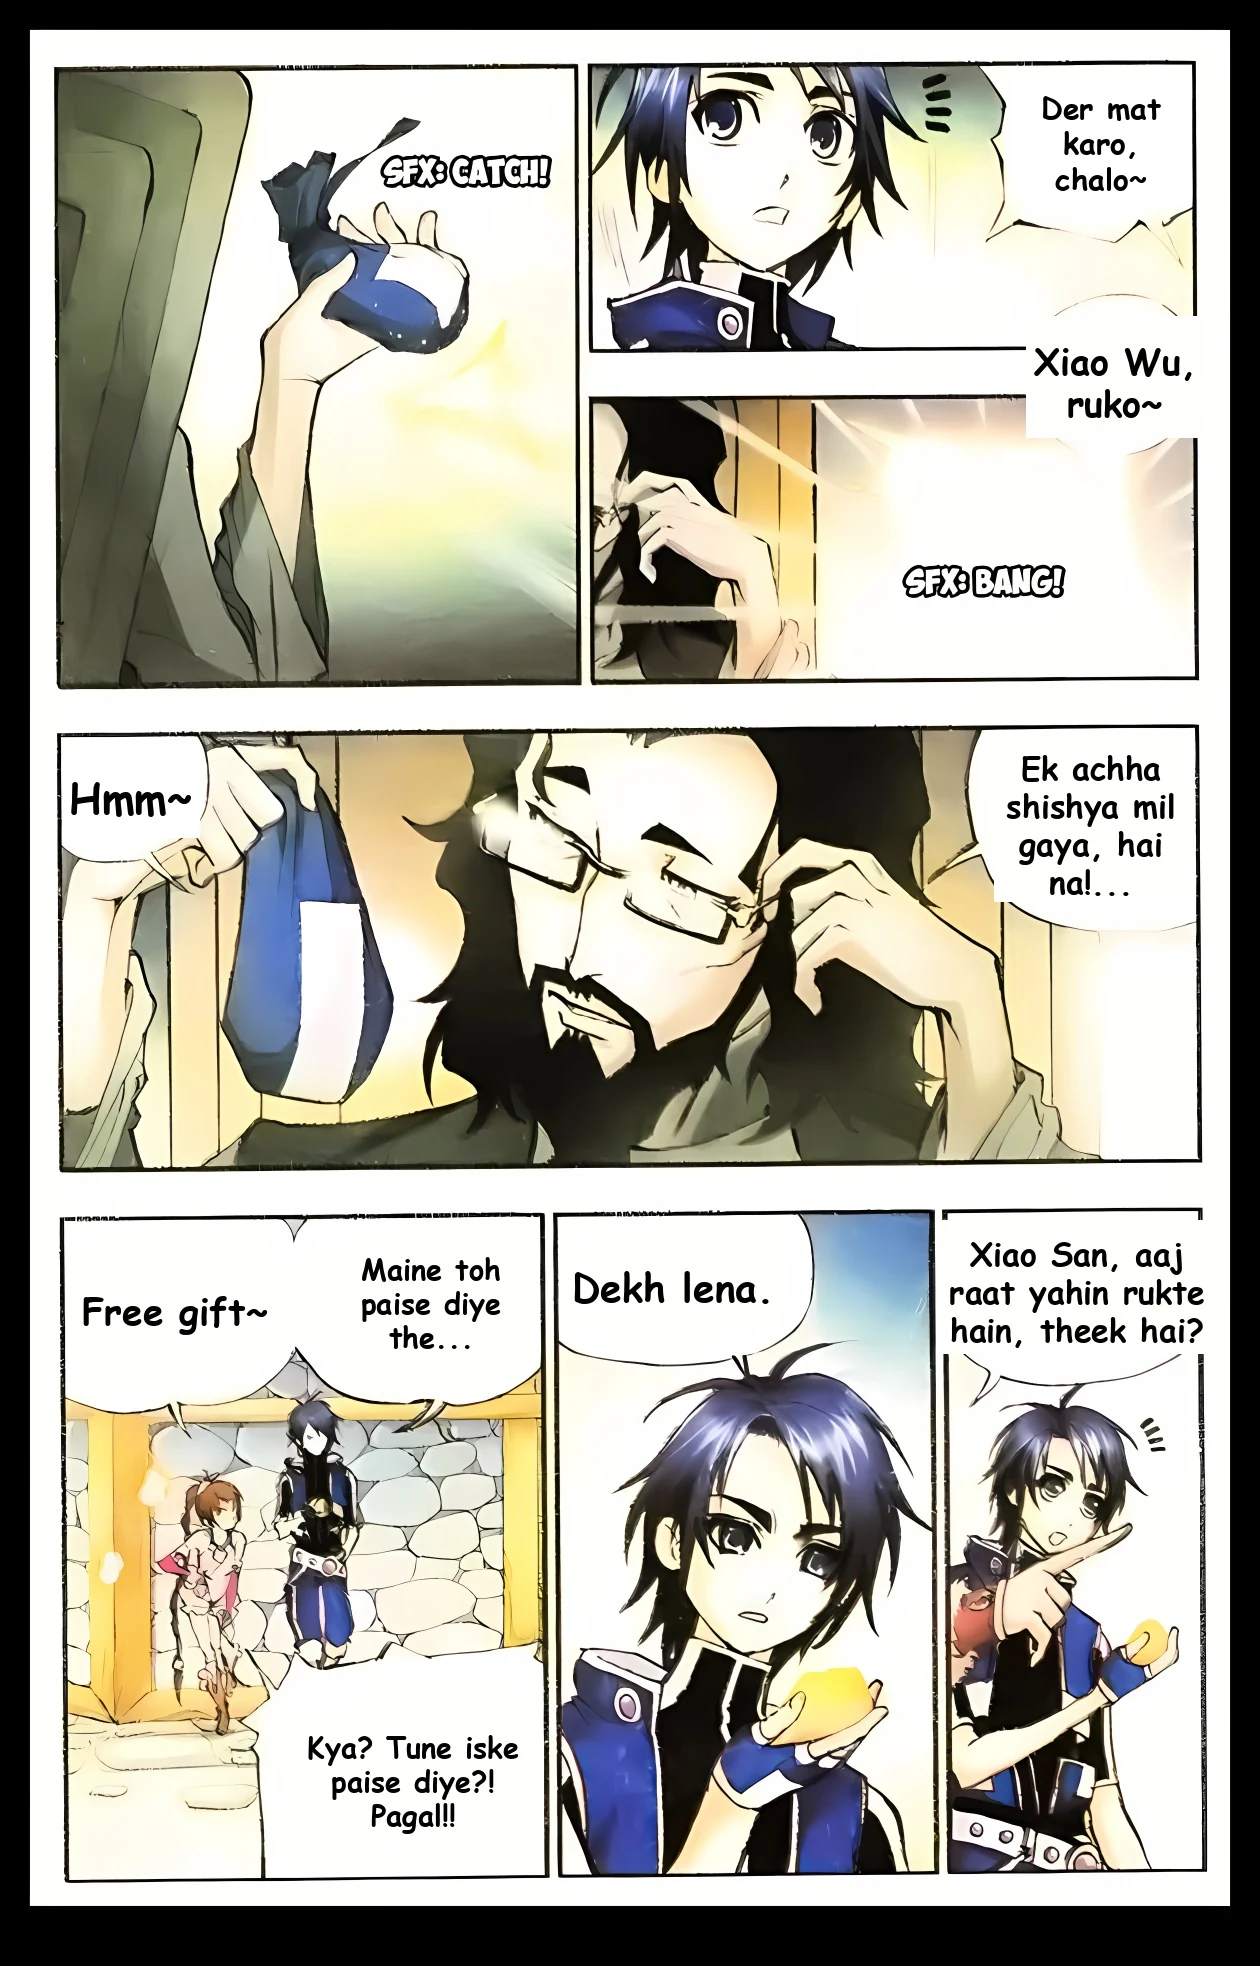 SFX: CATCH!
Der mat
karo,
chalo~
Xiao Wu,
ruko~
SFX: BANG!
Hmm~
Ek achha
shishya mil
gaya, hai
na!...
Free gift~
Maine toh
paise diye
the...
Kya? Tune iske
paise diye?!
Pagal!!
Dekh lena.
Xiao San, aaj
raat yahin rukte
hain, theek hai?